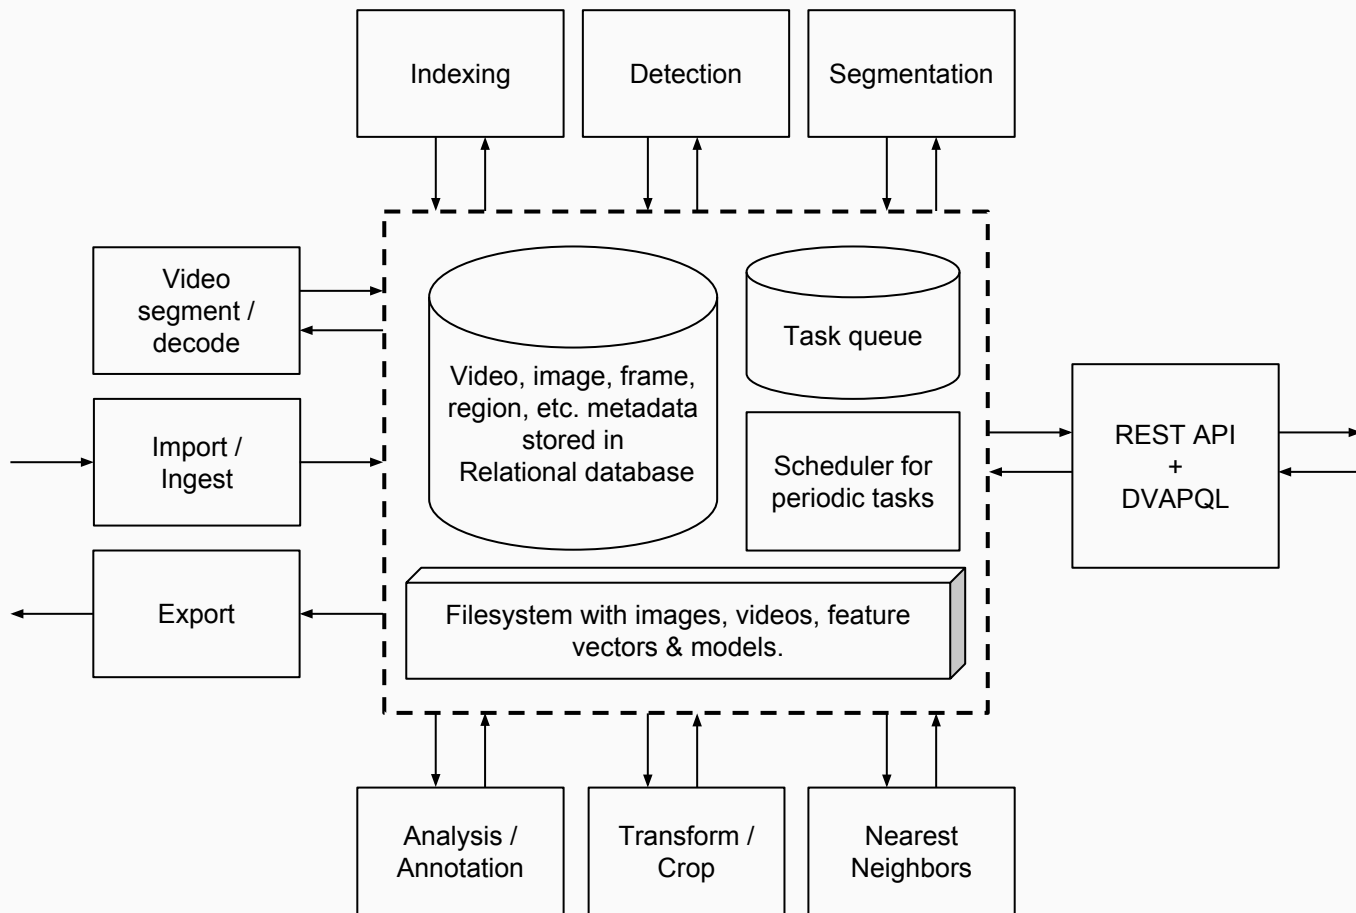 Indexing
Detection
Segmentation
Video
segment /
decode
Import /
Ingest
Export
Video, image, frame,
region, etc. metadata
stored in
Relational database
Task queue
Scheduler for
periodic tasks
Filesystem with images, videos, feature
vectors & models.
REST API
+
DVAPQL
Analysis /
Annotation
Transform /
Crop
Nearest
Neighbors